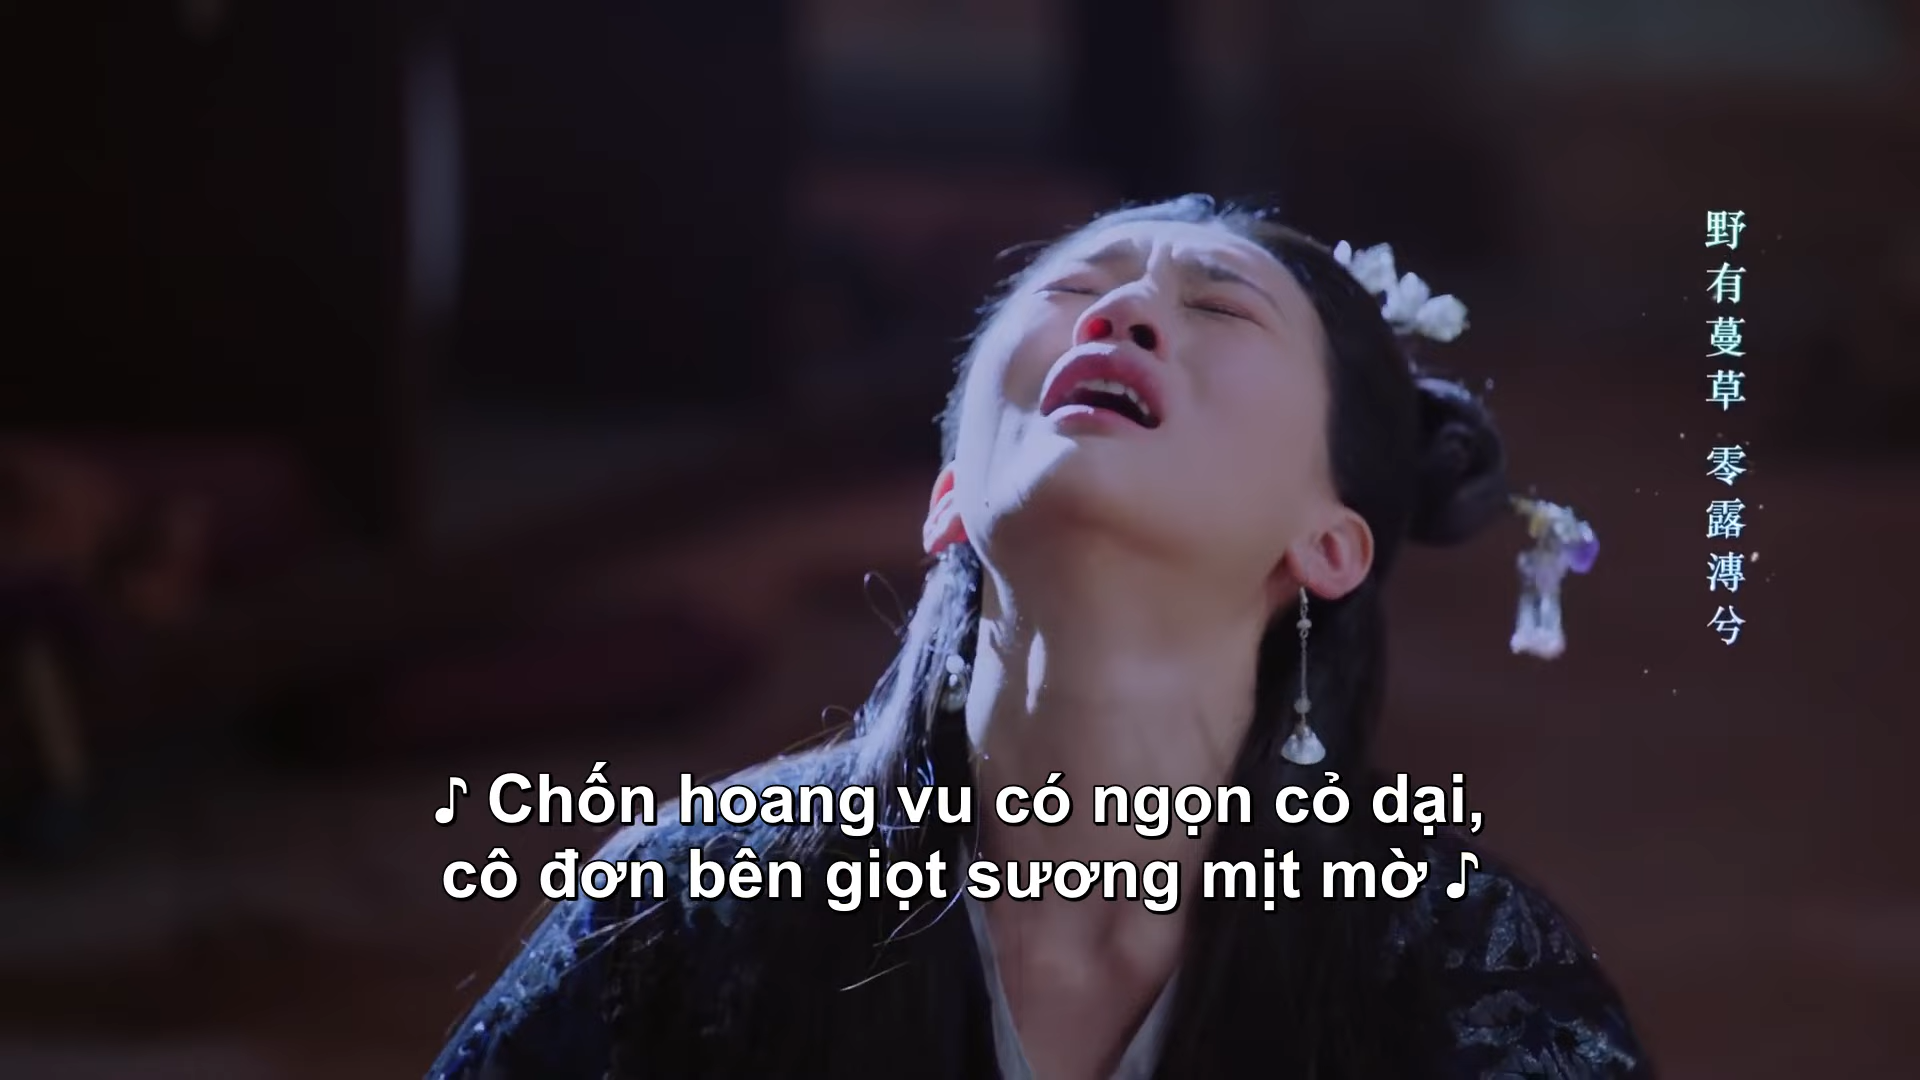 野有蔓草 零露漙兮
♪ Chốn hoang vu có ngọn cỏ dại,
cô đơn bên giọt sương mịt mờ ♪